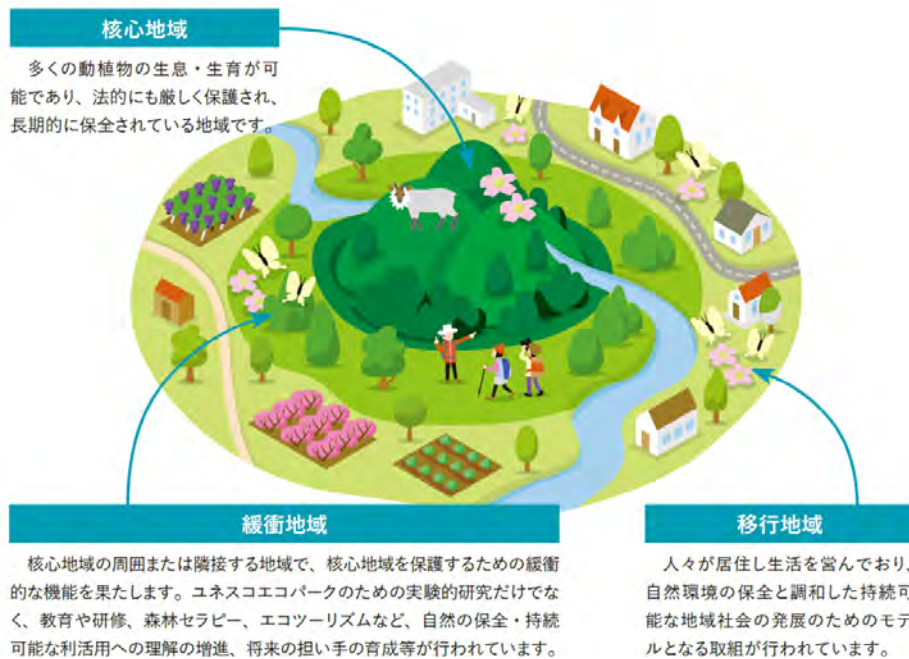 核心地域
多くの動植物の生息・生育が可
能であり、法的にも厳しく保護され、
長期的に保全されている地域です。
緩衝地域
核心地域の周囲または隣接する地域で、核心地域を保護するための緩衝
的な機能を果たします。ユネスコエコパークのための実験的研究だけでな
く、教育や研修、森林セラピー、エコツーリズムなど、自然の保全・持続
可能な利活用への理解の増進、将来の担い手の育成等が行われています。
移行地域
人々が居住し生活を営んでおり、
自然環境の保全と調和した持続可
能な地域社会の発展のためのモデ
ルとなる取組が行われています。